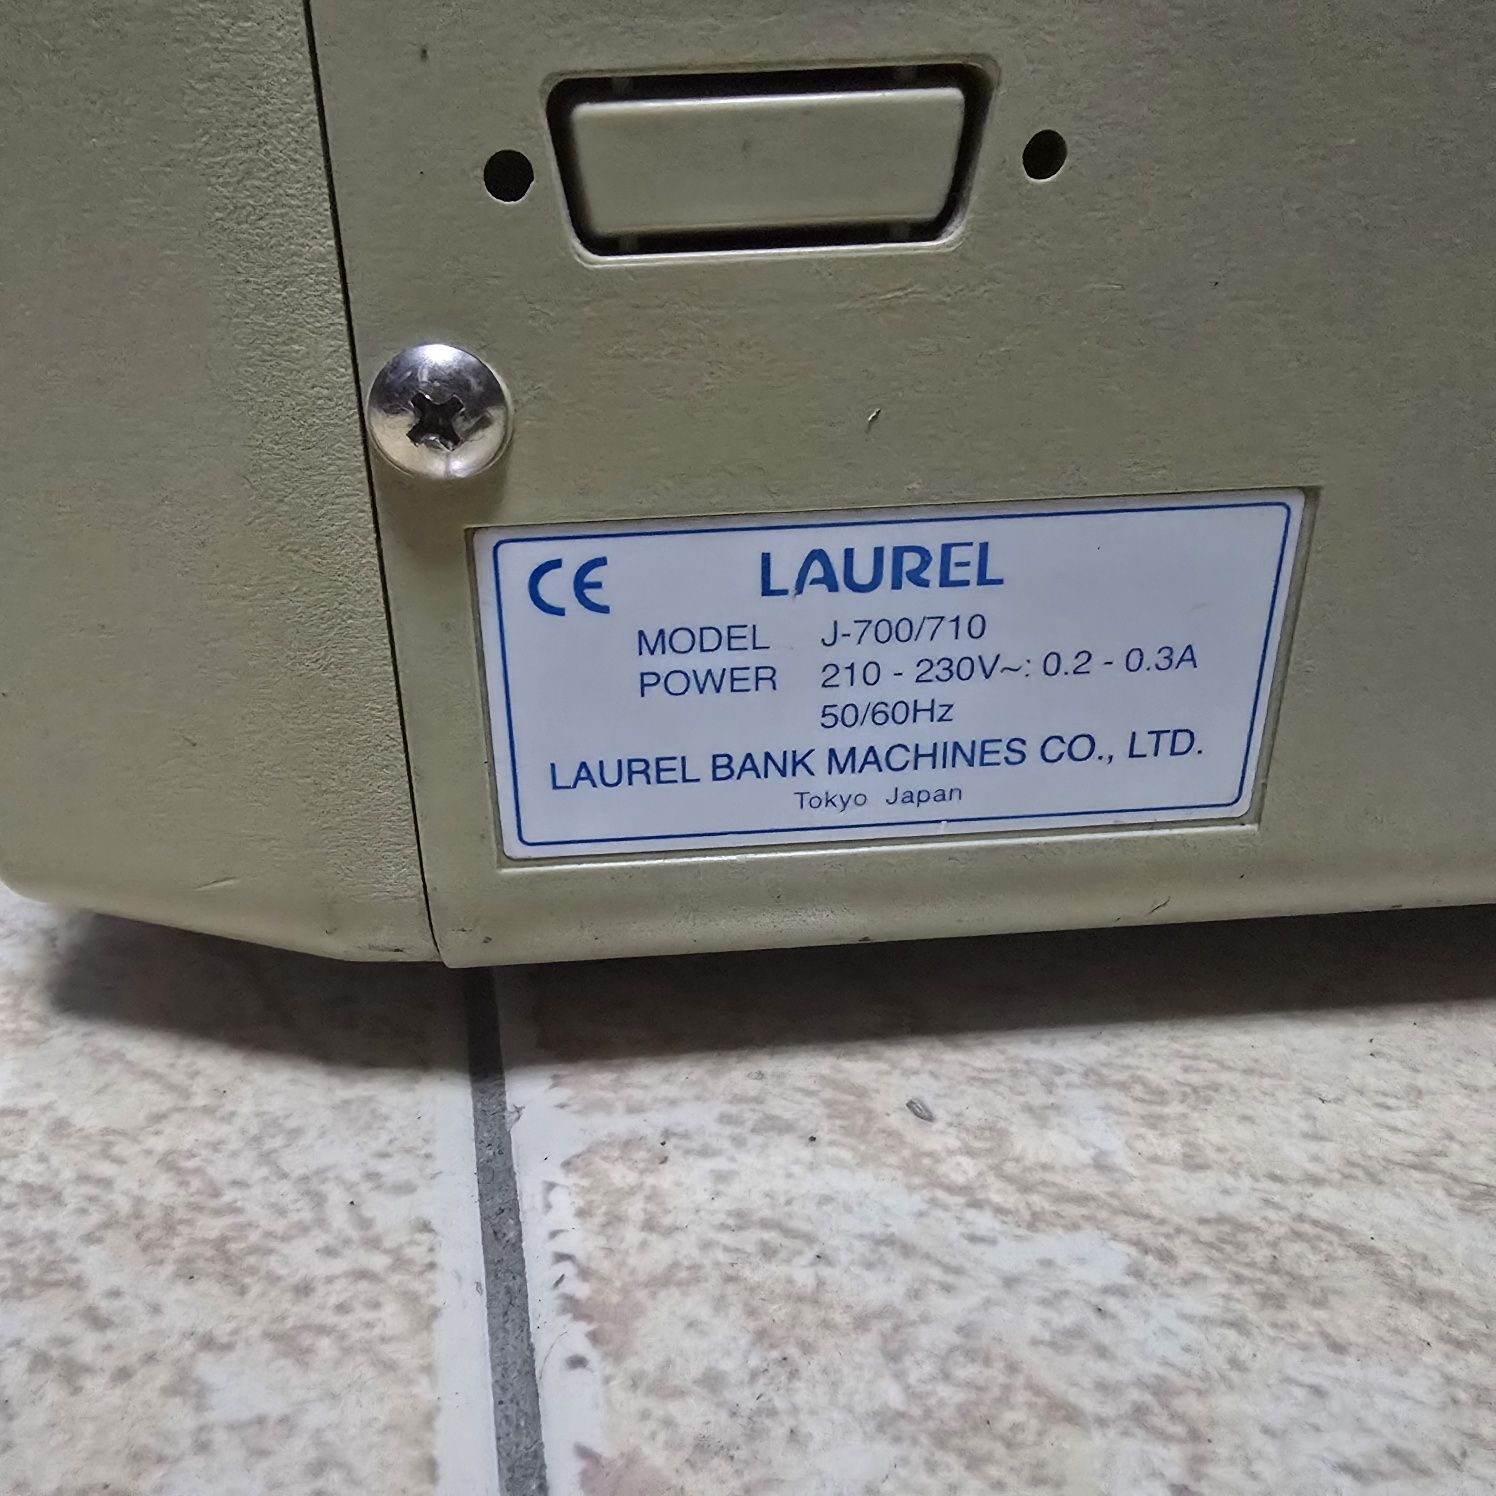 CE LAUREL
MODEL J-700/710
POWER 210 - 230V~: 0.2 - 0.3A
50/60Hz
LAUREL BANK MACHINES CO., LTD.
Tokyo Japan